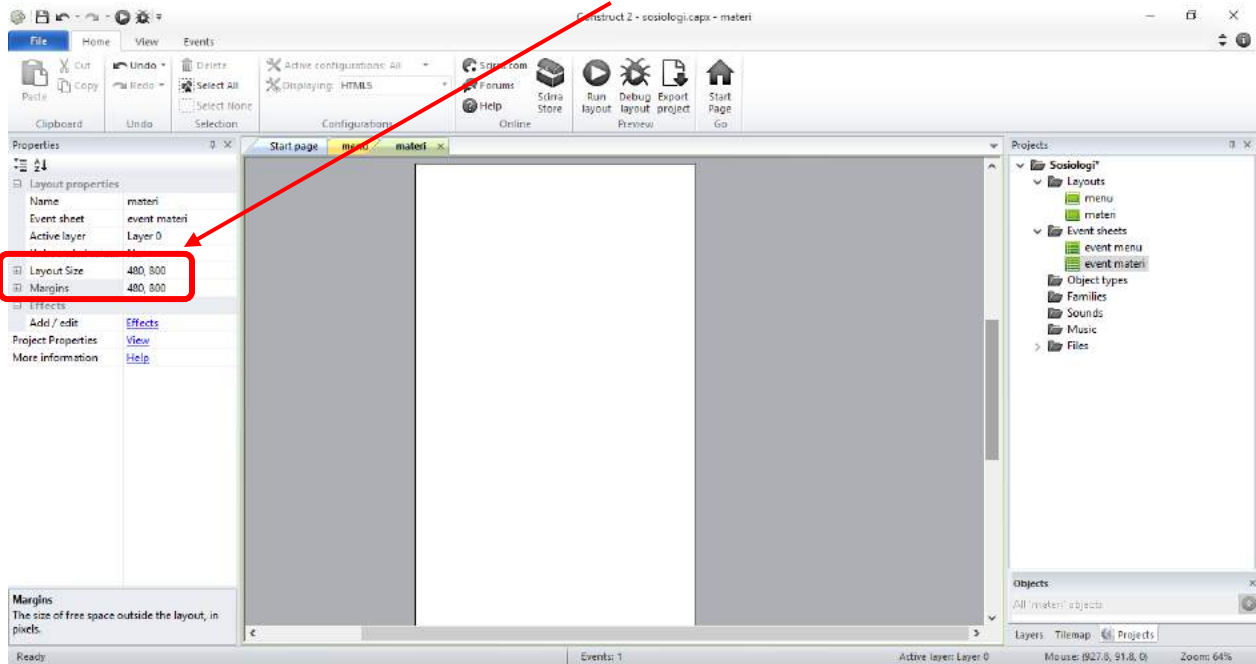 Construct 2 - sosiologi.capx - materi
File Home View Events
Paste
Cut
Copy
Clipboard
Undo
Redo
Undo
Delete
Select All
Select None
Selection
Active configurations: All
Displaying: HTML5
Configurations
Scirra.com
Forums
Help
Scirra Store
Online
Run layout
Debug layout
Export project
Preview
Start Page
Go
Properties
Layout properties
Name materi
Event sheet event materi
Active layer Layer 0
Layout Size 480, 800
Margins 480, 800
Effects
Add / edit Effects
Project Properties View
More information Help
Margins
The size of free space outside the layout, in
pixels.
Start page menu materi
Projects
Sosiologi*
Layouts
menu
materi
Event sheets
event menu
event materi
Object types
Families
Sounds
Music
Files
Objects
All 'materi' objects
Layers Tilemap Projects
Ready Events: 1 Active layer: Layer 0 Mouse: (927.8, 91.8, 0) Zoom: 64%